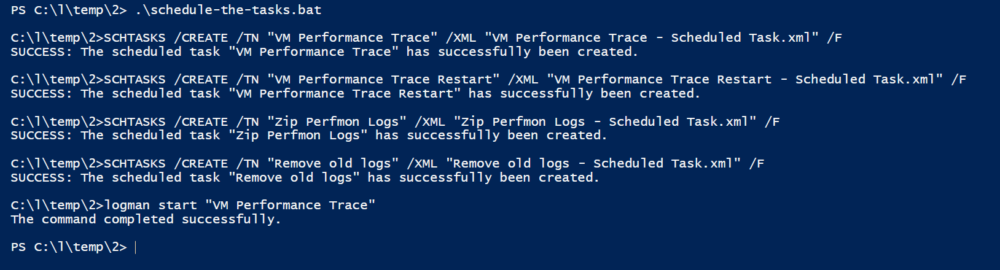 PS C:\l\temp\2> .\schedule-the-tasks.bat
C:\l\temp\2>SCHTASKS /CREATE /TN "VM Performance Trace" /XML "VM Performance Trace - Scheduled Task.xml" /F
SUCCESS: The scheduled task "VM Performance Trace" has successfully been created.
C:\l\temp\2>SCHTASKS /CREATE /TN "VM Performance Trace Restart" /XML "VM Performance Trace Restart - Scheduled Task.xml" /F
SUCCESS: The scheduled task "VM Performance Trace Restart" has successfully been created.
C:\l\temp\2>SCHTASKS /CREATE /TN "Zip Perfmon Logs" /XML "Zip Perfmon Logs - Scheduled Task.xml" /F
SUCCESS: The scheduled task "Zip Perfmon Logs" has successfully been created.
C:\l\temp\2>SCHTASKS /CREATE /TN "Remove old logs" /XML "Remove old logs - Scheduled Task.xml" /F
SUCCESS: The scheduled task "Remove old logs" has successfully been created.
C:\l\temp\2>logman start "VM Performance Trace"
The command completed successfully.
PS C:\l\temp\2>